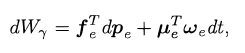 dW_γ = f_e^T dp_e + μ_e^T ω_e dt,